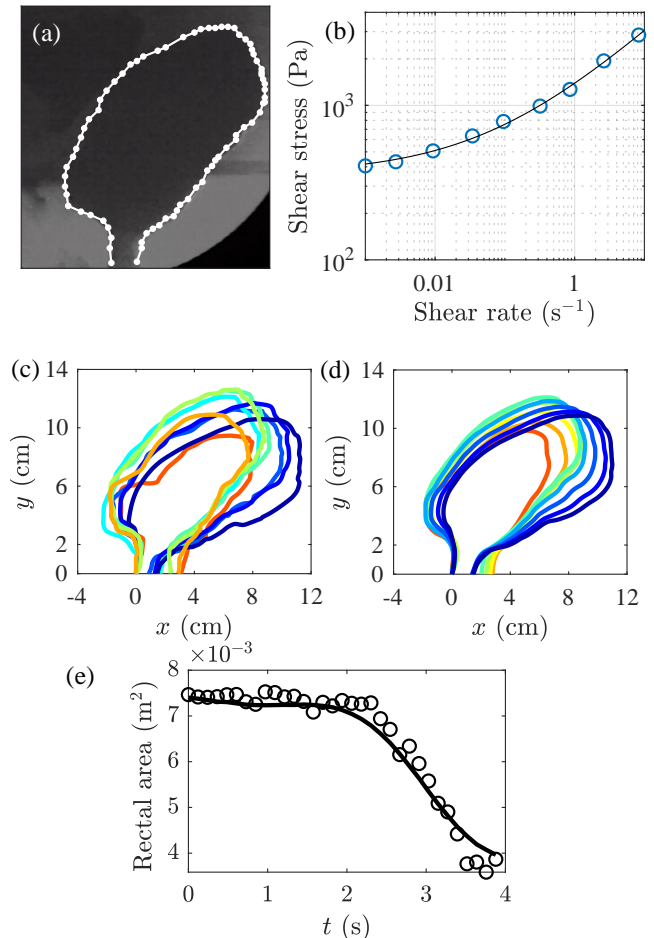 (a)
(b)
Shear stress (Pa)
10^3
10^2
0.01 1
Shear rate (s^−1)
(c)
14
10
6
2
0
y (cm)
-4 0 4 8 12
x (cm)
(d)
14
10
6
2
0
y (cm)
-4 0 4 8 12
x (cm)
(e)
×10^−3
8
7
6
5
4
Rectal area (m^2)
0 1 2 3 4
t (s)